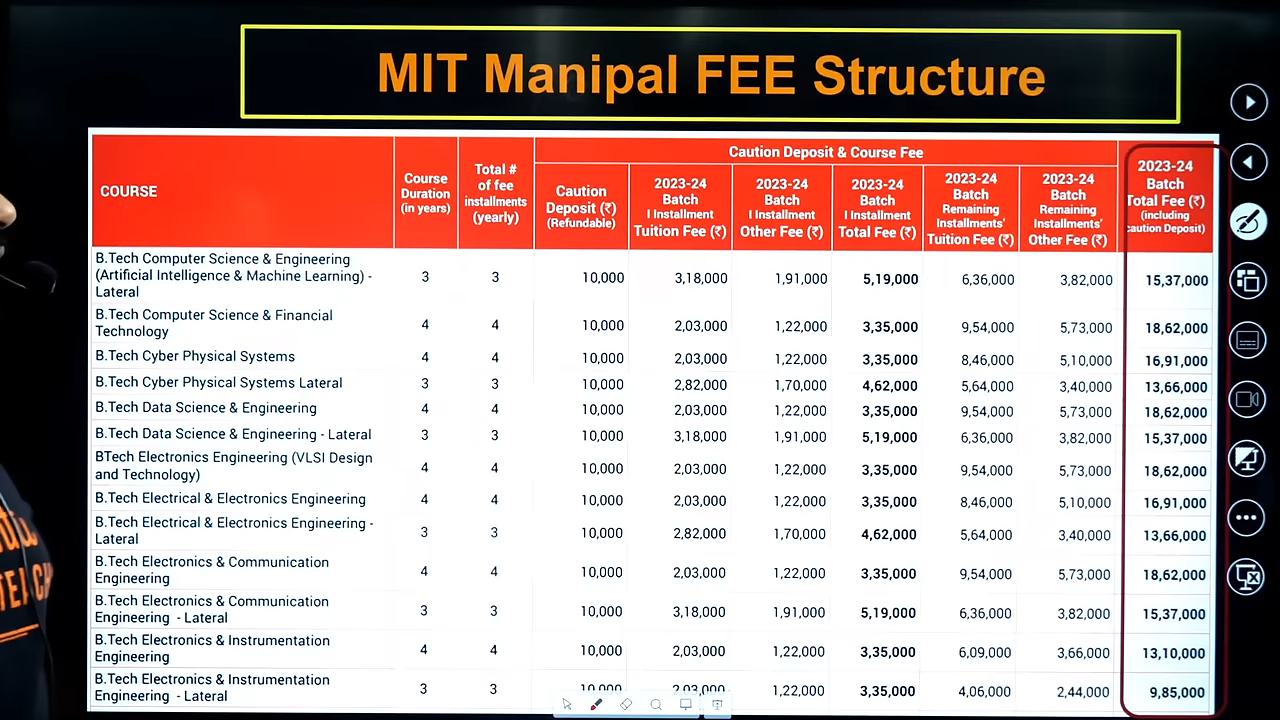 MIT Manipal FEE Structure
COURSE
Course
Duration
(in years)
Total #
of fee
installments
(yearly)
Caution Deposit & Course Fee
Caution
Deposit (₹)
(Refundable)
2023-24
Batch
I Installment
Tuition Fee (₹)
2023-24
Batch
I Installment
Other Fee (₹)
2023-24
Batch
I Installment
Total Fee (₹)
2023-24
Batch
Remaining
Installments'
Tuition Fee (₹)
2023-24
Batch
Remaining
Installments'
Other Fee (₹)
2023-24
Batch
Total Fee (₹)
(including
caution Deposit)
B.Tech Computer Science & Engineering
(Artificial Intelligence & Machine Learning) -
Lateral
3 3 10,000 3,18,000 1,91,000 5,19,000 6,36,000 3,82,000 15,37,000
B.Tech Computer Science & Financial
Technology
4 4 10,000 2,03,000 1,22,000 3,35,000 9,54,000 5,73,000 18,62,000
B.Tech Cyber Physical Systems 4 4 10,000 2,03,000 1,22,000 3,35,000 8,46,000 5,10,000 16,91,000
B.Tech Cyber Physical Systems Lateral 3 3 10,000 2,82,000 1,70,000 4,62,000 5,64,000 3,40,000 13,66,000
B.Tech Data Science & Engineering 4 4 10,000 2,03,000 1,22,000 3,35,000 9,54,000 5,73,000 18,62,000
B.Tech Data Science & Engineering - Lateral 3 3 10,000 3,18,000 1,91,000 5,19,000 6,36,000 3,82,000 15,37,000
BTech Electronics Engineering (VLSI Design
and Technology)
4 4 10,000 2,03,000 1,22,000 3,35,000 9,54,000 5,73,000 18,62,000
B.Tech Electrical & Electronics Engineering 4 4 10,000 2,03,000 1,22,000 3,35,000 8,46,000 5,10,000 16,91,000
B.Tech Electrical & Electronics Engineering -
Lateral
3 3 10,000 2,82,000 1,70,000 4,62,000 5,64,000 3,40,000 13,66,000
B.Tech Electronics & Communication
Engineering
4 4 10,000 2,03,000 1,22,000 3,35,000 9,54,000 5,73,000 18,62,000
B.Tech Electronics & Communication
Engineering - Lateral
3 3 10,000 3,18,000 1,91,000 5,19,000 6,36,000 3,82,000 15,37,000
B.Tech Electronics & Instrumentation
Engineering
4 4 10,000 2,03,000 1,22,000 3,35,000 6,09,000 3,66,000 13,10,000
B.Tech Electronics & Instrumentation
Engineering - Lateral
3 3 10,000 2,03,000 1,22,000 3,35,000 4,06,000 2,44,000 9,85,000